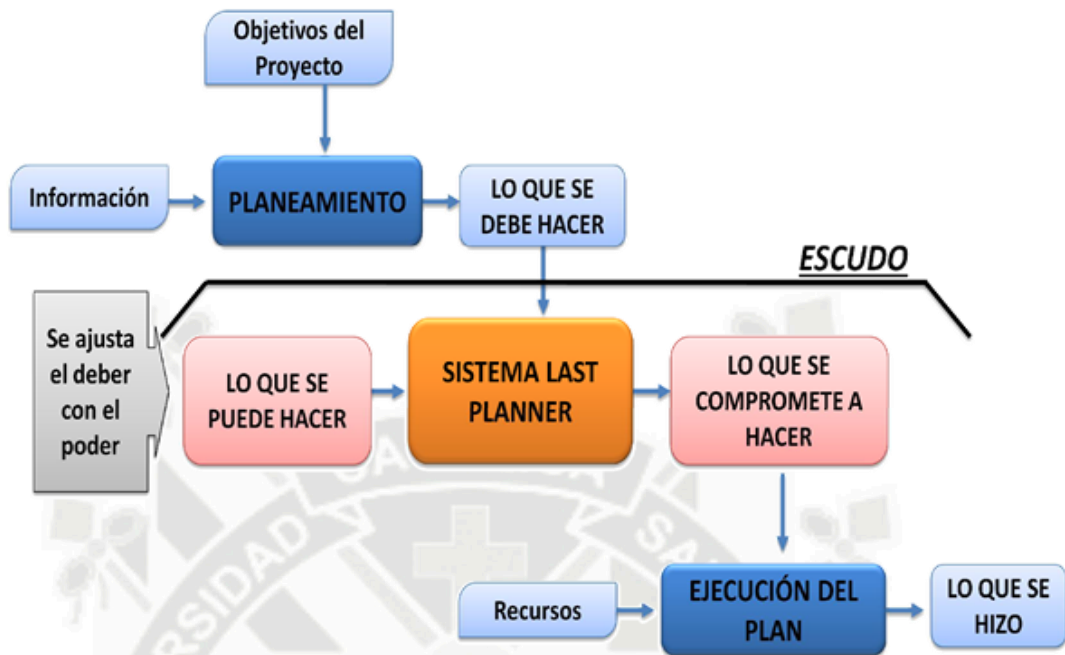 Objetivos del
Proyecto
Información
PLANEAMIENTO
LO QUE SE
DEBE HACER
ESCUDO
Se ajusta
el deber
con el
poder
LO QUE SE
PUEDE HACER
SISTEMA LAST
PLANNER
LO QUE SE
COMPROMETE A
HACER
Recursos
EJECUCIÓN DEL
PLAN
LO QUE SE
HIZO